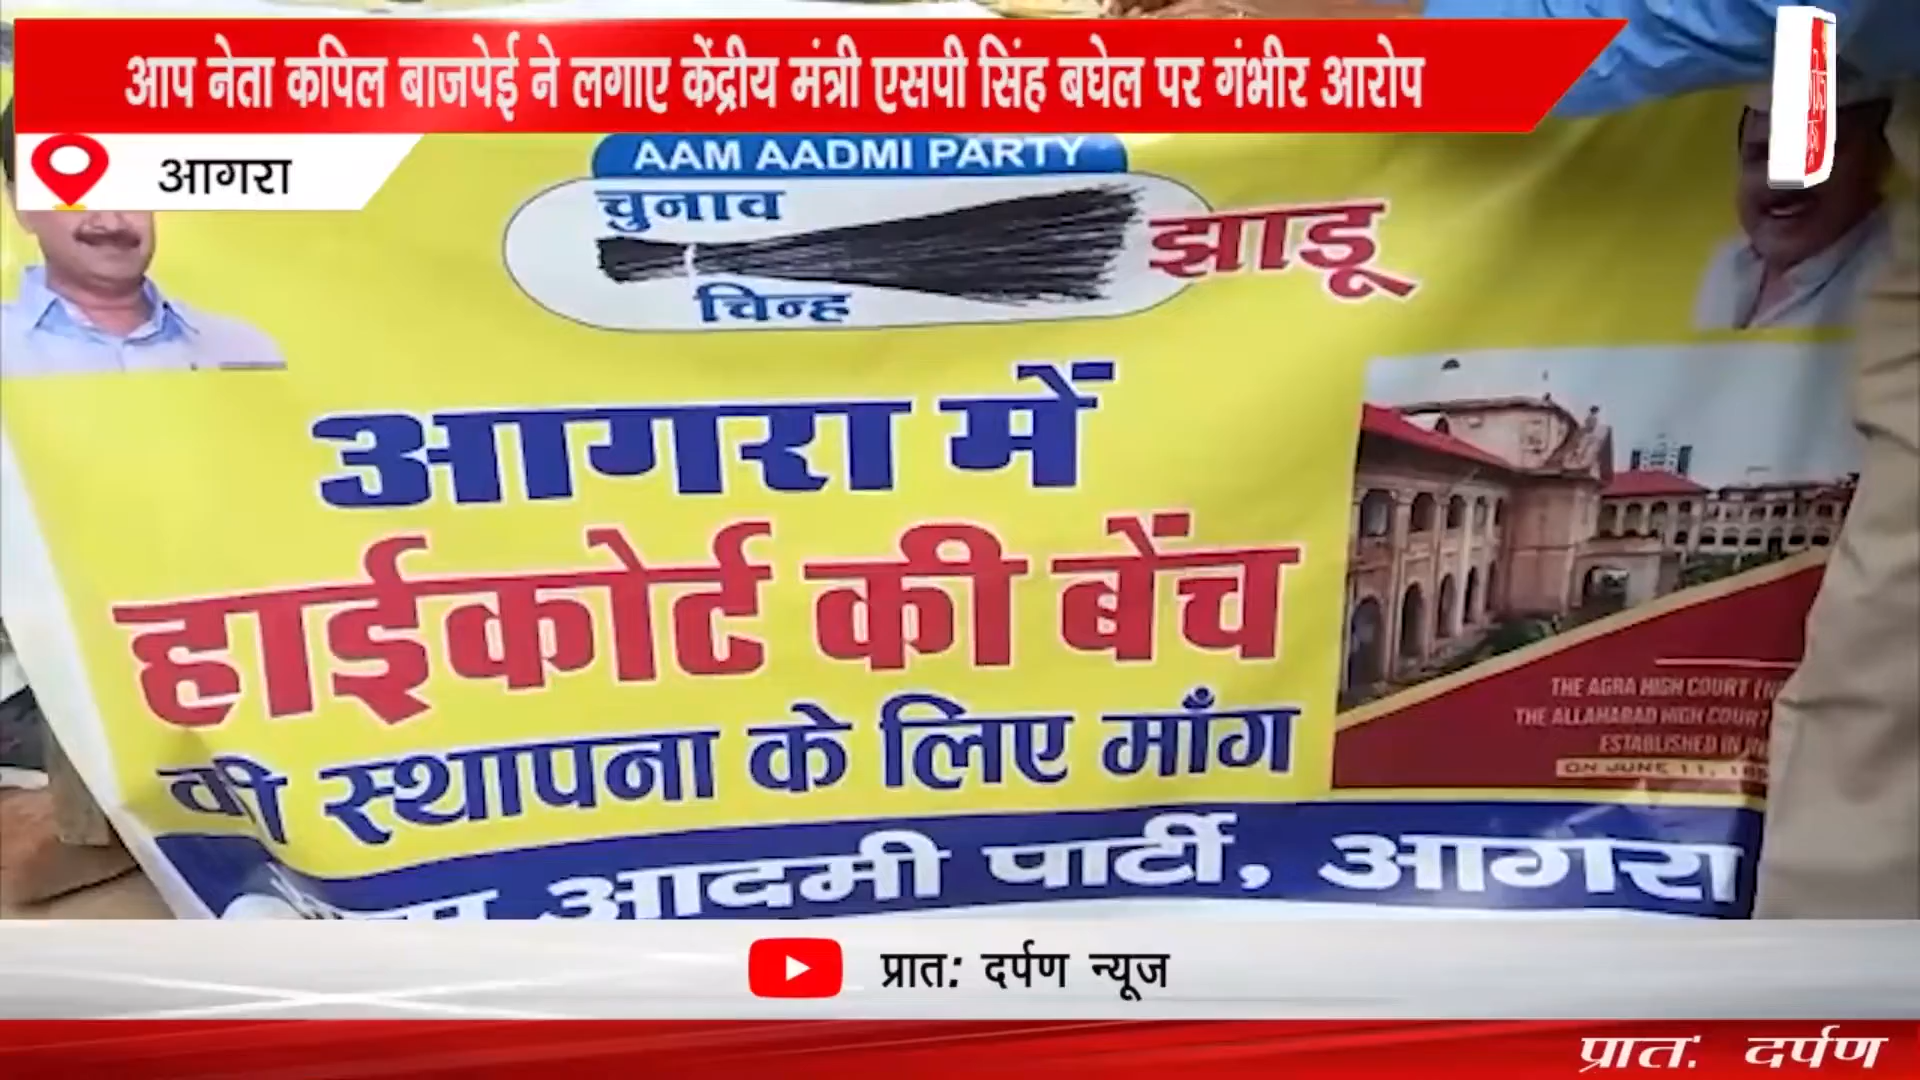 आप नेता कपिल बाजपेई ने लगाए केंद्रीय मंत्री एसपी सिंह बघेल पर गंभीर आरोप
आगरा
AAM AADMI PARTY
चुनाव
झाडू
चिन्ह
आगरा में
हाईकोर्ट की बेंच
की स्थापना के लिए माँग
THE AGRA HIGH COURT
THE ALLAHABAD HIGH COURT
ESTABLISHED IN
ON JUNE 11,
आदमी पार्टी, आगरा
प्रात: दर्पण न्यूज
प्रात: दर्पण